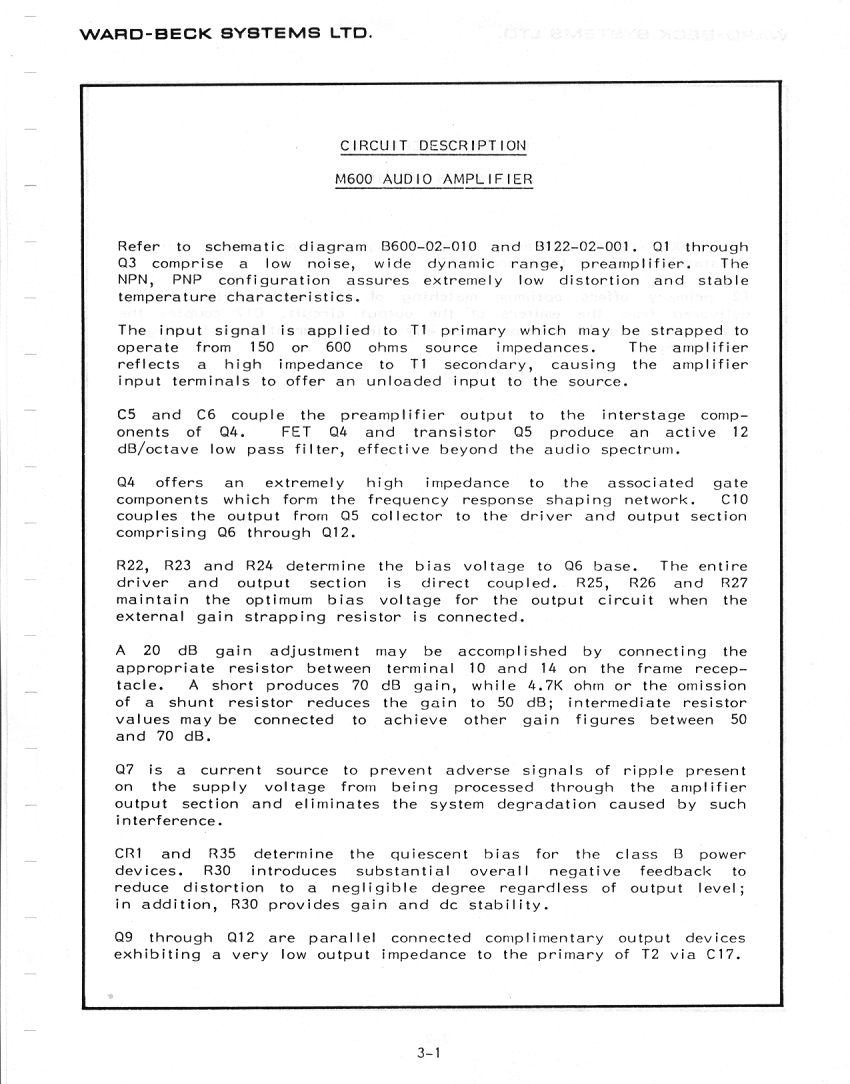 WARD-BECK SYSTEMS LTD.
CIRCUIT DESCRIPTION
M600 AUDIO AMPLIFIER
Refer to schematic diagram B600-02-010 and B122-02-001. Q1 through
Q3 comprise a low noise, wide dynamic range, preamplifier. The
NPN, PNP configuration assures extremely low distortion and stable
temperature characteristics.
The input signal is applied to T1 primary which may be strapped to
operate from 150 or 600 ohms source impedances. The amplifier
reflects a high impedance to T1 secondary, causing the amplifier
input terminals to offer an unloaded input to the source.
C5 and C6 couple the preamplifier output to the interstage comp-
onents of Q4. FET Q4 and transistor Q5 produce an active 12
dB/octave low pass filter, effective beyond the audio spectrum.
Q4 offers an extremely high impedance to the associated gate
components which form the frequency response shaping network. C10
couples the output from Q5 collector to the driver and output section
comprising Q6 through Q12.
R22, R23 and R24 determine the bias voltage to Q6 base. The entire
driver and output section is direct coupled. R25, R26 and R27
maintain the optimum bias voltage for the output circuit when the
external gain strapping resistor is connected.
A 20 dB gain adjustment may be accomplished by connecting the
appropriate resistor between terminal 10 and 14 on the frame recep-
tacle. A short produces 70 dB gain, while 4.7K ohm or the omission
of a shunt resistor reduces the gain to 50 dB; intermediate resistor
values may be connected to achieve other gain figures between 50
and 70 dB.
Q7 is a current source to prevent adverse signals of ripple present
on the supply voltage from being processed through the amplifier
output section and eliminates the system degradation caused by such
interference.
CR1 and R35 determine the quiescent bias for the class B power
devices. R30 introduces substantial overall negative feedback to
reduce distortion to a negligible degree regardless of output level;
in addition, R30 provides gain and dc stability.
Q9 through Q12 are parallel connected complimentary output devices
exhibiting a very low output impedance to the primary of T2 via C17.
3-1